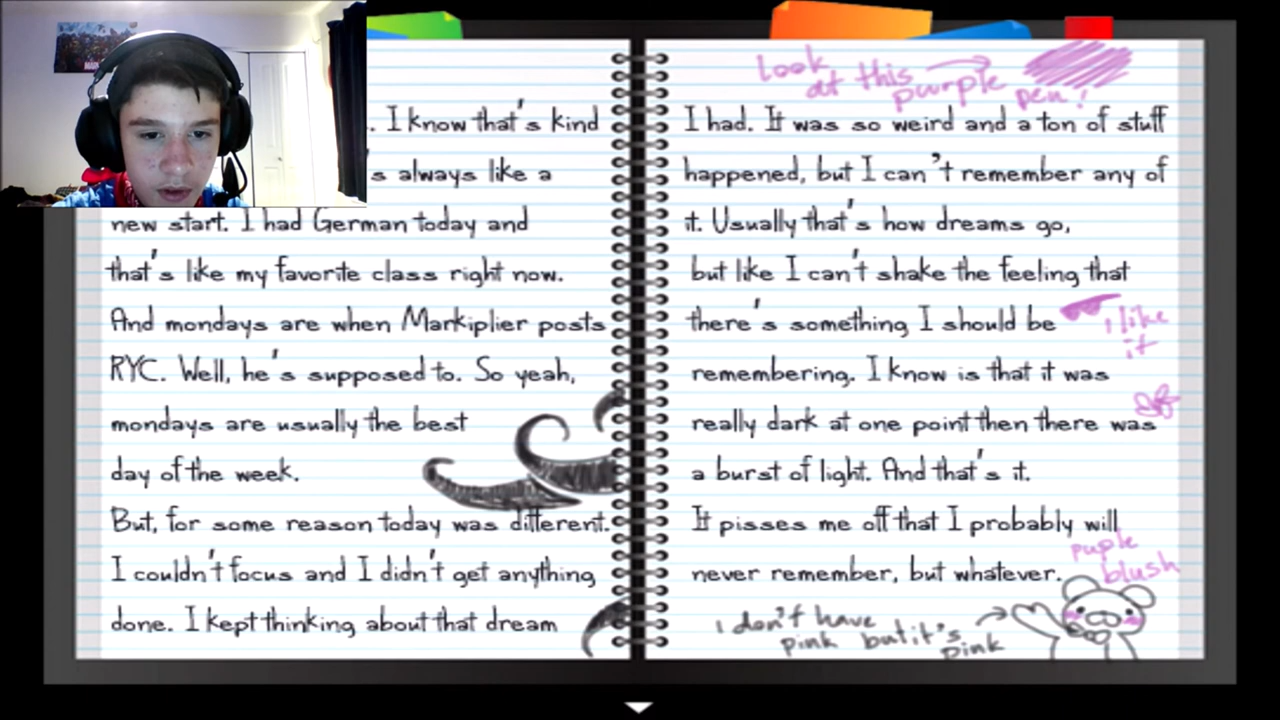 . I know that's kind
's always like a
new start. I had German today and
that's like my favorite class right now.
And mondays are when Markiplier posts
RYC. Well, he's supposed to. So yeah,
mondays are usually the best
day of the week.
But, for some reason today was different.
I couldn't focus and I didn't get anything
done. I kept thinking about that dream
Look
at this
purple pen!
I had. It was so weird and a ton of stuff
happened, but I can't remember any of
it. Usually that's how dreams go,
but like I can't shake the feeling that
there's something I should be
I like
it
remembering. I know is that it was
really dark at one point then there was
a burst of light. And that's it.
It pisses me off that I probably will
puple
blush
never remember, but whatever.
I don't have
pink but it's
pink